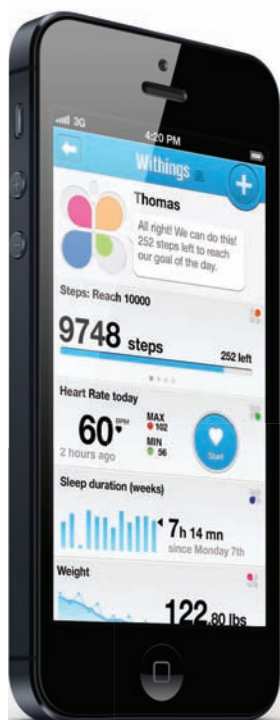 3G
4:20 PM
Withings
Thomas
All right! We can do this!
252 steps left to reach
our goal of the day.
Steps: Reach 10000
9748 steps
252 left
Heart Rate today
60 BPM
2 hours ago
MAX
102
MIN
56
Start
Sleep duration (weeks)
7h 14 mn
since Monday 7th
Weight
122.80 lbs